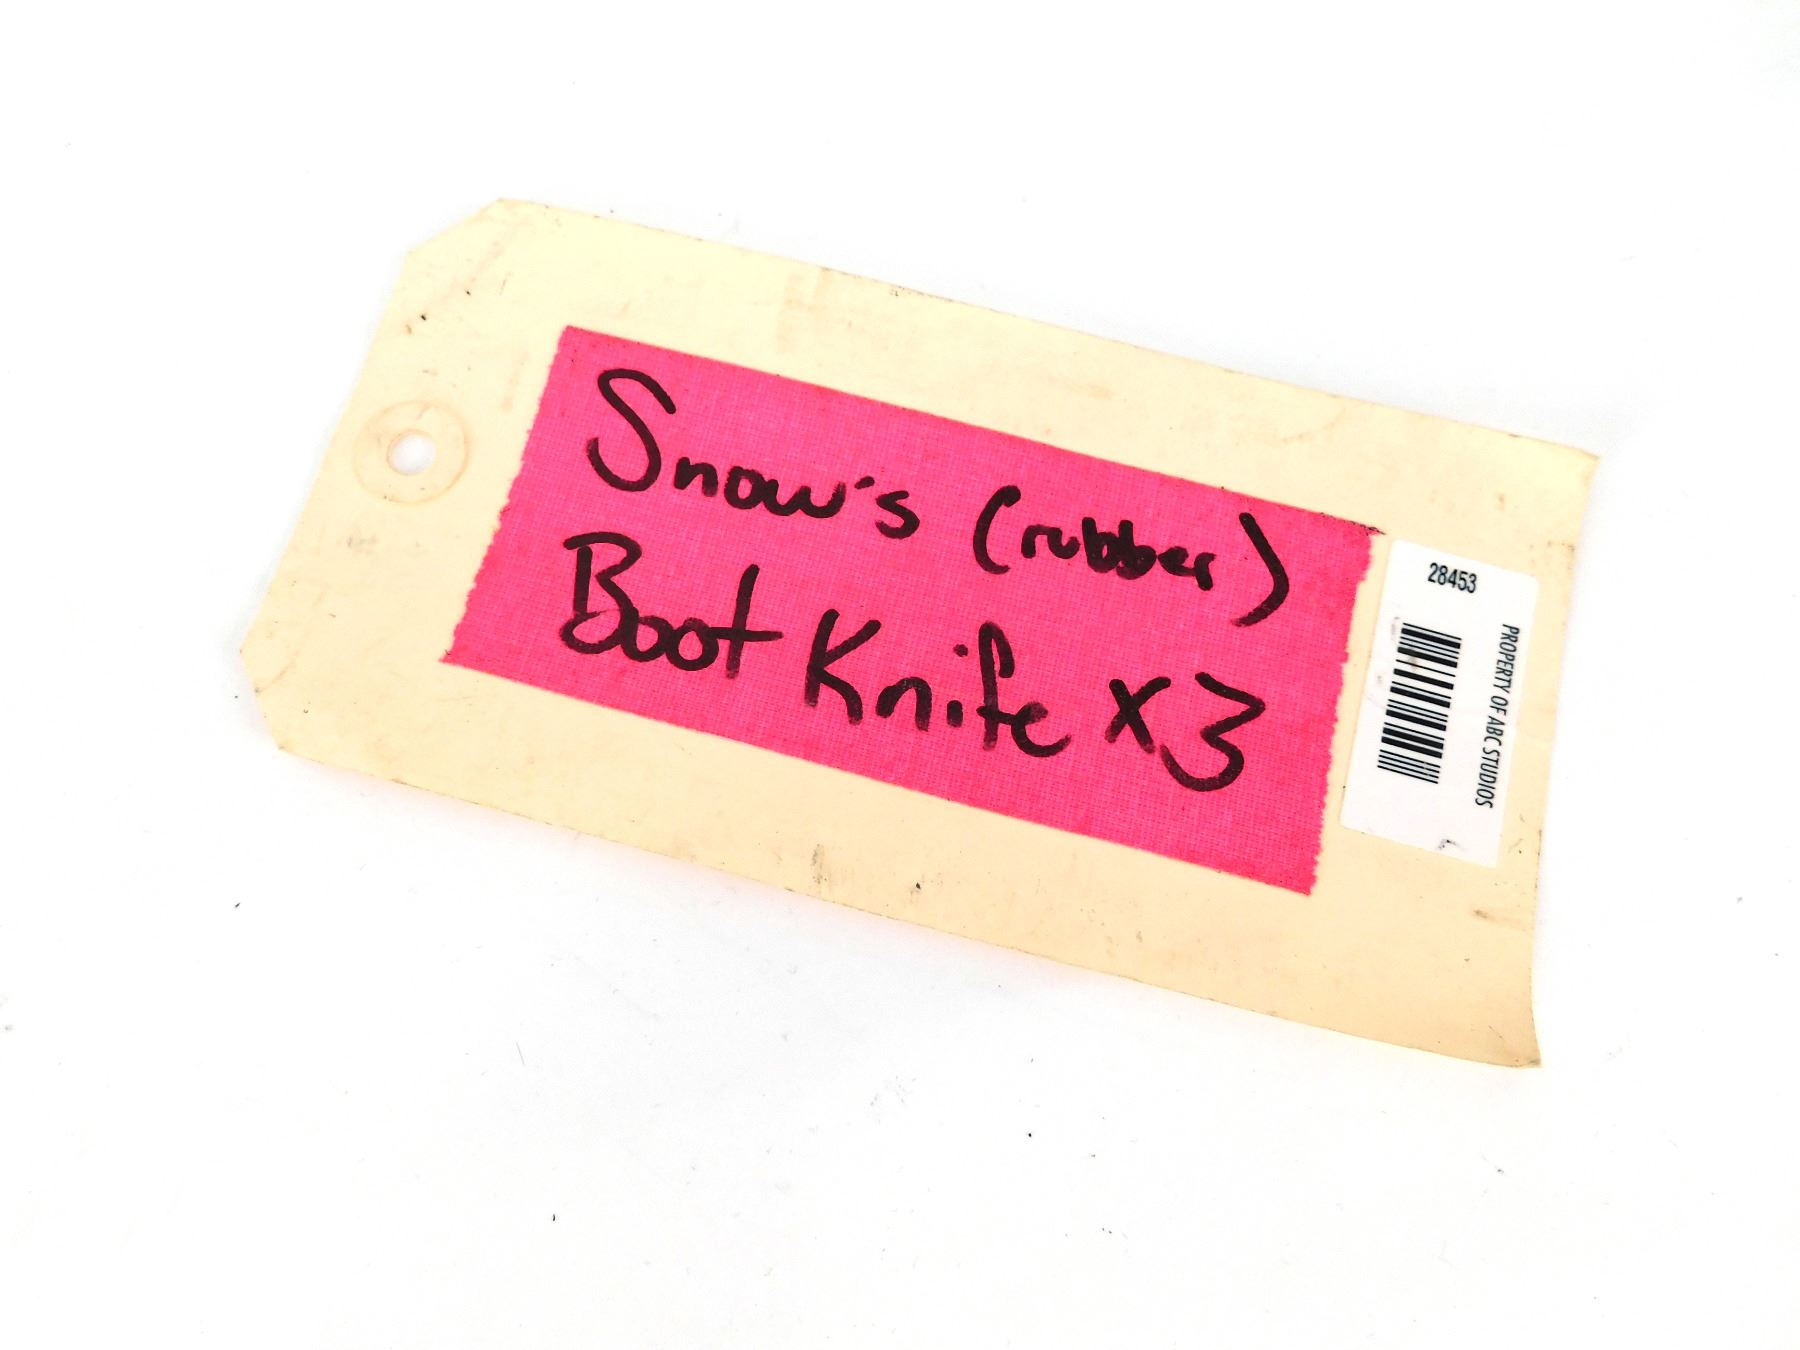 Snow's (rubber)
Boot Knife x3
28453
PROPERTY OF ABC STUDIOS